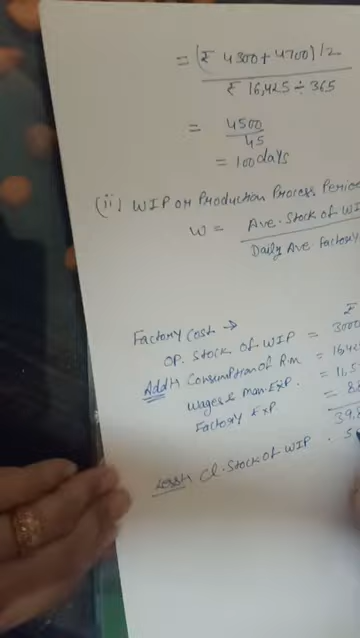 = (₹ 4300 + 4700) / 2
₹ 16,425 ÷ 365
= 4500
45
= 100 days
(ii) WIP or Production Process Period
W = Ave. Stock of WI
Daily Ave. Factory
₹
Factory Cost →
OP. Stock of WIP = 3000
Add: Consumption of R.m = 16,42
Wages & Man. Exp. = 11,5
Factory Exp. = 8
39,
Less: Cl. Stock of WIP . 5